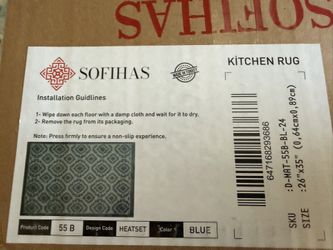 SOFIHAS
SOFIHAS
KİTCHEN RUG
Installation Guidlines
1- Wipe down each floor with a damp cloth and wait for it to dry.
2- Remove the rug from its packaging.
Note: Press firmly to ensure a non-slip experience.
Product Code
55 B
Design Code
HEATSET
Color
BLUE
647168293686
SKU :D-MAT-55B-BL-24
SIZE :26"x35" (0,64cmx0,89cm)